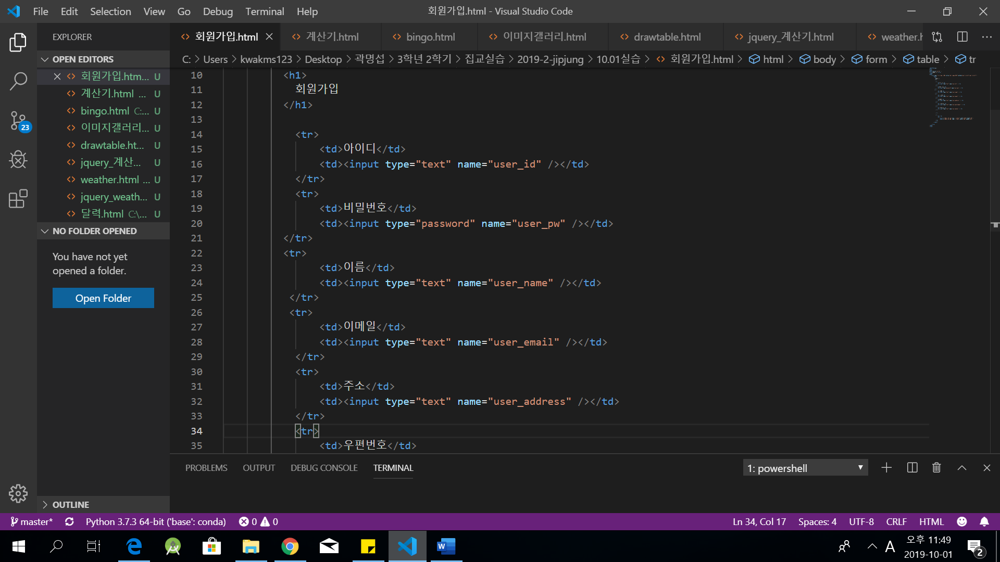 File Edit Selection View Go Debug Terminal Help
회원가입.html - Visual Studio Code
EXPLORER
회원가입.html
계산기.html
bingo.html
이미지갤러리.html
drawtable.html
jquery_계산기.html
weather.h
OPEN EDITORS
C: > Users > kwakms123 > Desktop > 곽명섭 > 3학년 2학기 > 집교실습 > 2019-2-jipjung > 10.01실습 > 회원가입.html > html > body > form > table > tr
회원가입.htm... U
계산기.html ... U
bingo.html C:... U
이미지갤러리... U
drawtable.ht... U
jquery_계산... U
weather.html ... U
jquery_weath... U
달력.html C:\... U
NO FOLDER OPENED
You have not yet
opened a folder.
Open Folder
OUTLINE
23
10 <h1>
11 회원가입
12 </h1>
13
14 <tr>
15 <td>아이디</td>
16 <td><input type="text" name="user_id" /></td>
17 </tr>
18 <tr>
19 <td>비밀번호</td>
20 <td><input type="password" name="user_pw" /></td>
21 </tr>
22 <tr>
23 <td>이름</td>
24 <td><input type="text" name="user_name" /></td>
25 </tr>
26 <tr>
27 <td>이메일</td>
28 <td><input type="text" name="user_email" /></td>
29 </tr>
30 <tr>
31 <td>주소</td>
32 <td><input type="text" name="user_address" /></td>
33 </tr>
34 <tr>
35 <td>우편번호</td>
PROBLEMS OUTPUT DEBUG CONSOLE TERMINAL
1: powershell
master* Python 3.7.3 64-bit ('base': conda) 0 0
Ln 34, Col 17 Spaces: 4 UTF-8 CRLF HTML
W
A
오후 11:49
2019-10-01
2